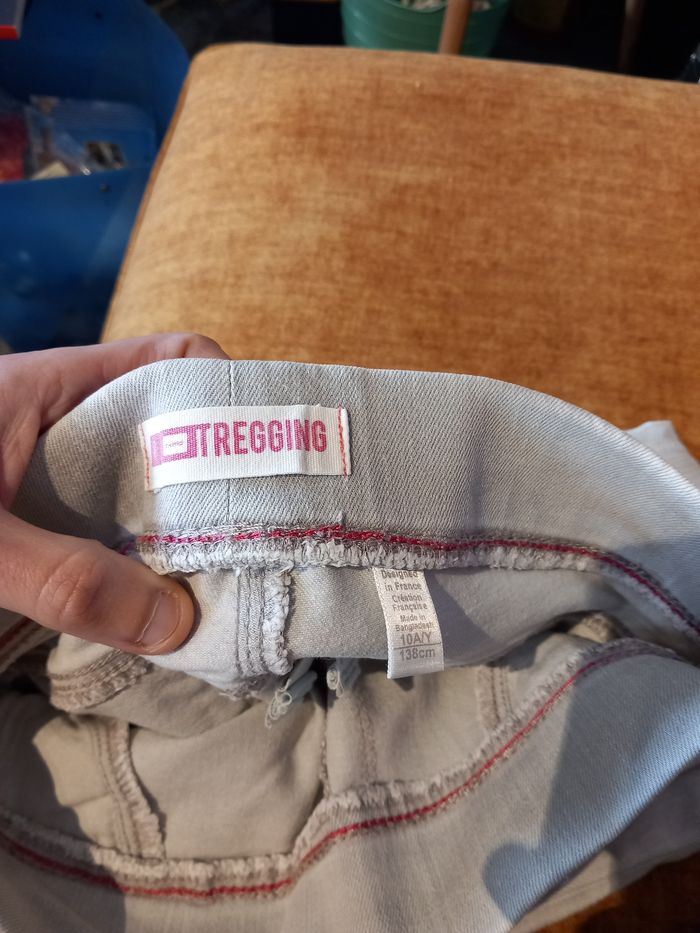 TREGGING
Designed
in France
Création
Française
Made in
Bangladesh
10A/Y
138cm